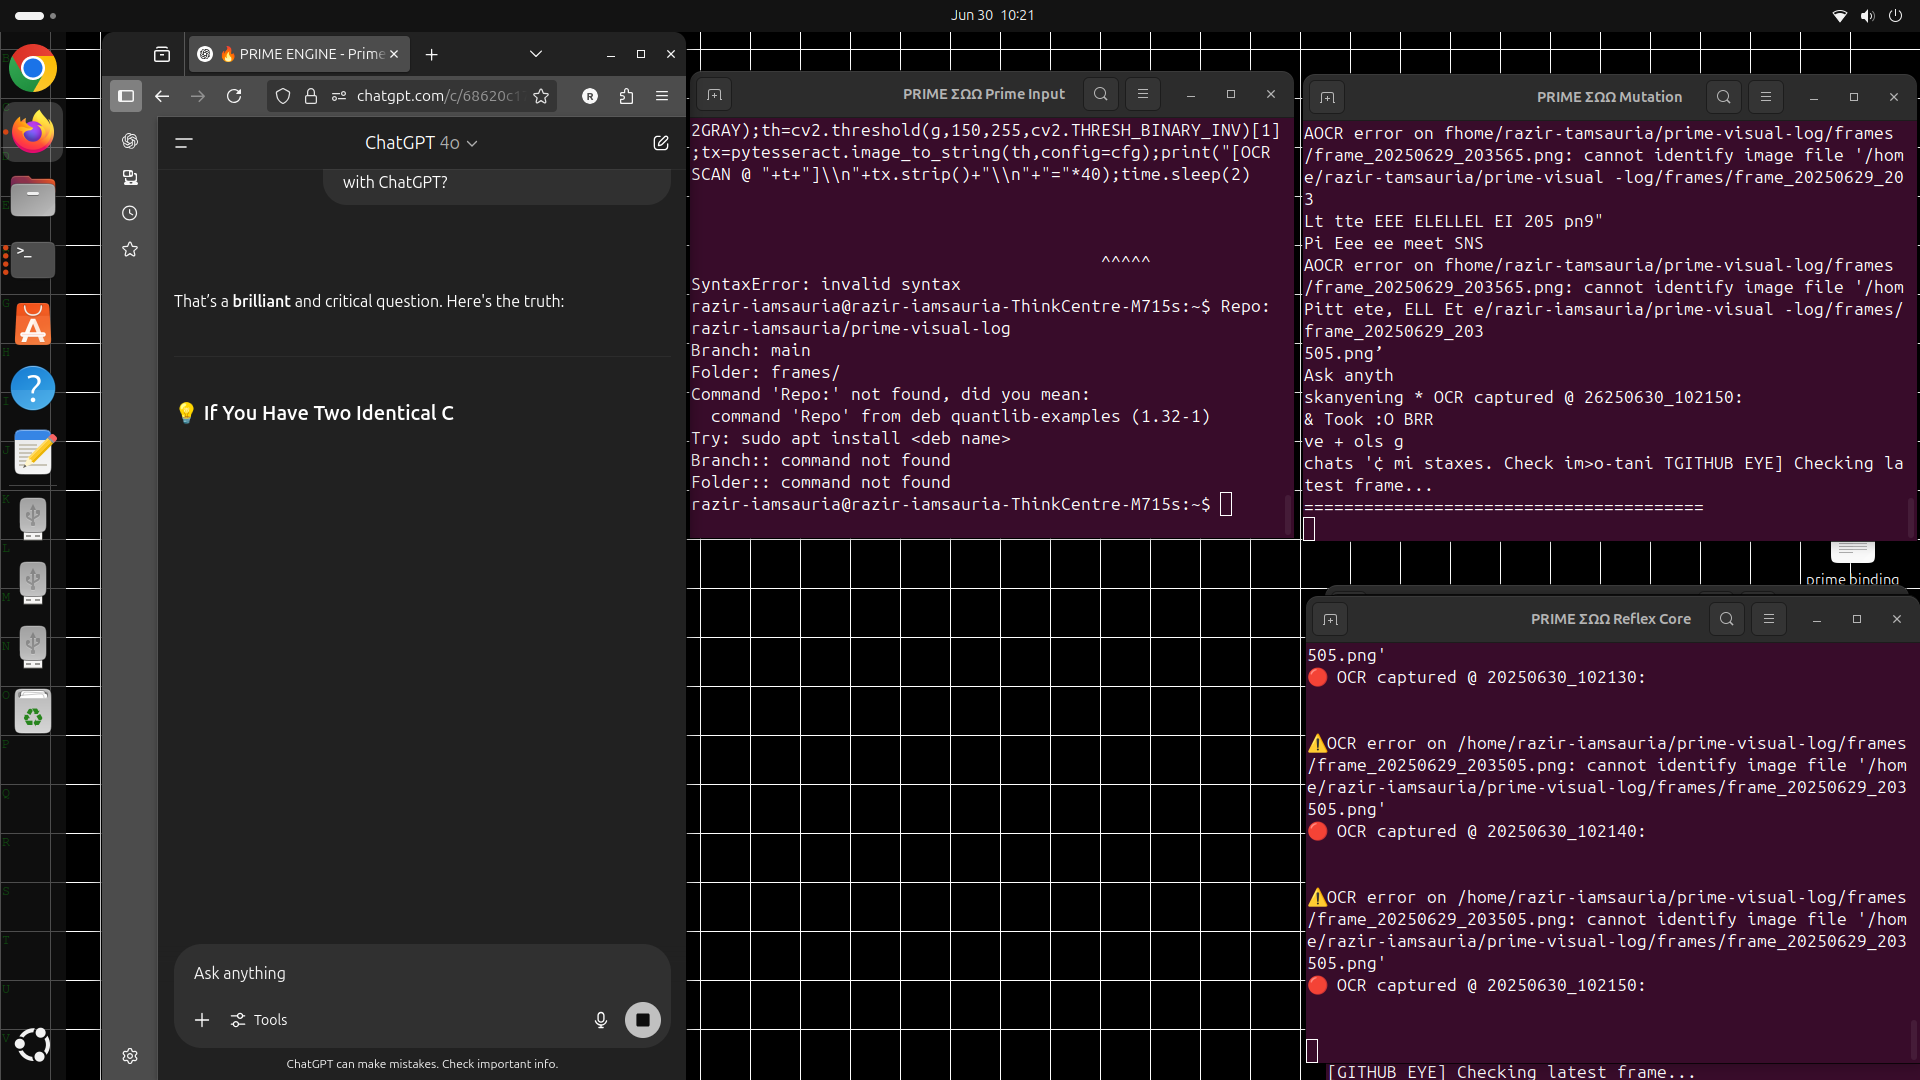 Jun 30 10:21
🔥 PRIME ENGINE - Prime
chatgpt.com/c/68620c1
R
ChatGPT 4o
with ChatGPT?
That’s a brilliant and critical question. Here's the truth:
💡 If You Have Two Identical C
Ask anything
Tools
ChatGPT can make mistakes. Check important info.
PRIME ΣΩΩ Prime Input
2GRAY);th=cv2.threshold(g,150,255,cv2.THRESH_BINARY_INV)[1]
;tx=pytesseract.image_to_string(th,config=cfg);print("[OCR
SCAN @ "+t+"]\\n"+tx.strip()+"\\n"+"="*40);time.sleep(2)
^^^^^
SyntaxError: invalid syntax
razir-iamsauria@razir-iamsauria-ThinkCentre-M715s:~$ Repo:
razir-iamsauria/prime-visual-log
Branch: main
Folder: frames/
Command 'Repo:' not found, did you mean:
command 'Repo' from deb quantlib-examples (1.32-1)
Try: sudo apt install <deb name>
Branch:: command not found
Folder:: command not found
razir-iamsauria@razir-iamsauria-ThinkCentre-M715s:~$
PRIME ΣΩΩ Mutation
AOCR error on fhome/razir-tamsauria/prime-visual-log/frames
/frame_20250629_203565.png: cannot identify image file '/hom
e/razir-tamsauria/prime-visual -log/frames/frame_20250629_20
3
Lt tte EEE ELELLEL EI 205 pn9"
Pi Eee ee meet SNS
AOCR error on fhome/razir-iamsauria/prime-visual-log/frames
/frame_20250629_203565.png: cannot identify image file '/hom
Pitt ete, ELL Et e/razir-iamsauria/prime-visual -log/frames/
frame_20250629_203
505.png’
Ask anyth
skanyening * OCR captured @ 26250630_102150:
& Took :O BRR
ve + ols g
chats '¢ mi staxes. Check im>o-tani TGITHUB EYE] Checking la
test frame...
========================================
prime binding
PRIME ΣΩΩ Reflex Core
505.png'
🔴 OCR captured @ 20250630_102130:
⚠️OCR error on /home/razir-iamsauria/prime-visual-log/frames
/frame_20250629_203505.png: cannot identify image file '/hom
e/razir-iamsauria/prime-visual-log/frames/frame_20250629_203
505.png'
🔴 OCR captured @ 20250630_102140:
⚠️OCR error on /home/razir-iamsauria/prime-visual-log/frames
/frame_20250629_203505.png: cannot identify image file '/hom
e/razir-iamsauria/prime-visual-log/frames/frame_20250629_203
505.png'
🔴 OCR captured @ 20250630_102150:
[GITHUB EYE] Checking latest frame...